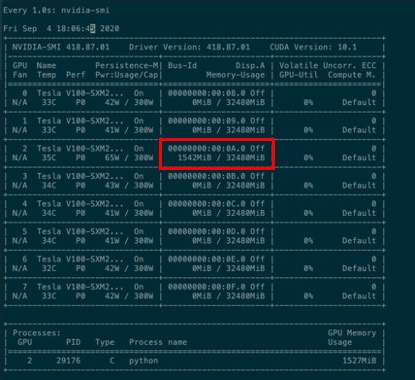 Every 1.0s: nvidia-smi
Fri Sep  4 18:06:45 2020
+-----------------------------------------------------------------------------+
| NVIDIA-SMI 418.87.01    Driver Version: 418.87.01    CUDA Version: 10.1     |
|-------------------------------+----------------------+----------------------+
| GPU  Name        Persistence-M| Bus-Id        Disp.A | Volatile Uncorr. ECC |
| Fan  Temp  Perf  Pwr:Usage/Cap|         Memory-Usage | GPU-Util  Compute M. |
|===============================+======================+======================|
|   0  Tesla V100-SXM2...  On   | 00000000:00:08.0 Off |                    0 |
| N/A   33C    P0    42W / 300W |      0MiB / 32480MiB |      0%      Default |
+-------------------------------+----------------------+----------------------+
|   1  Tesla V100-SXM2...  On   | 00000000:00:09.0 Off |                    0 |
| N/A   33C    P0    42W / 300W |      0MiB / 32480MiB |      0%      Default |
+-------------------------------+----------------------+----------------------+
|   2  Tesla V100-SXM2...  On   | 00000000:00:0A.0 Off |                    0 |
| N/A   35C    P0    65W / 300W |   1542MiB / 32480MiB |      0%      Default |
+-------------------------------+----------------------+----------------------+
|   3  Tesla V100-SXM2...  On   | 00000000:00:0B.0 Off |                    0 |
| N/A   34C    P0    43W / 300W |      0MiB / 32480MiB |      0%      Default |
+-------------------------------+----------------------+----------------------+
|   4  Tesla V100-SXM2...  On   | 00000000:00:0C.0 Off |                    0 |
| N/A   34C    P0    41W / 300W |      0MiB / 32480MiB |      0%      Default |
+-------------------------------+----------------------+----------------------+
|   5  Tesla V100-SXM2...  On   | 00000000:00:0D.0 Off |                    0 |
| N/A   34C    P0    41W / 300W |      0MiB / 32480MiB |      0%      Default |
+-------------------------------+----------------------+----------------------+
|   6  Tesla V100-SXM2...  On   | 00000000:00:0E.0 Off |                    0 |
| N/A   32C    P0    42W / 300W |      0MiB / 32480MiB |      0%      Default |
+-------------------------------+----------------------+----------------------+
|   7  Tesla V100-SXM2...  On   | 00000000:00:0F.0 Off |                    0 |
| N/A   34C    P0    42W / 300W |      0MiB / 32480MiB |      0%      Default |
+-------------------------------+----------------------+----------------------+
+-----------------------------------------------------------------------------+
| Processes:                                                       GPU Memory |
|  GPU       PID   Type   Process name                             Usage      |
|=============================================================================|
|    2     29176      C   python                                      1527MiB |
+-----------------------------------------------------------------------------+